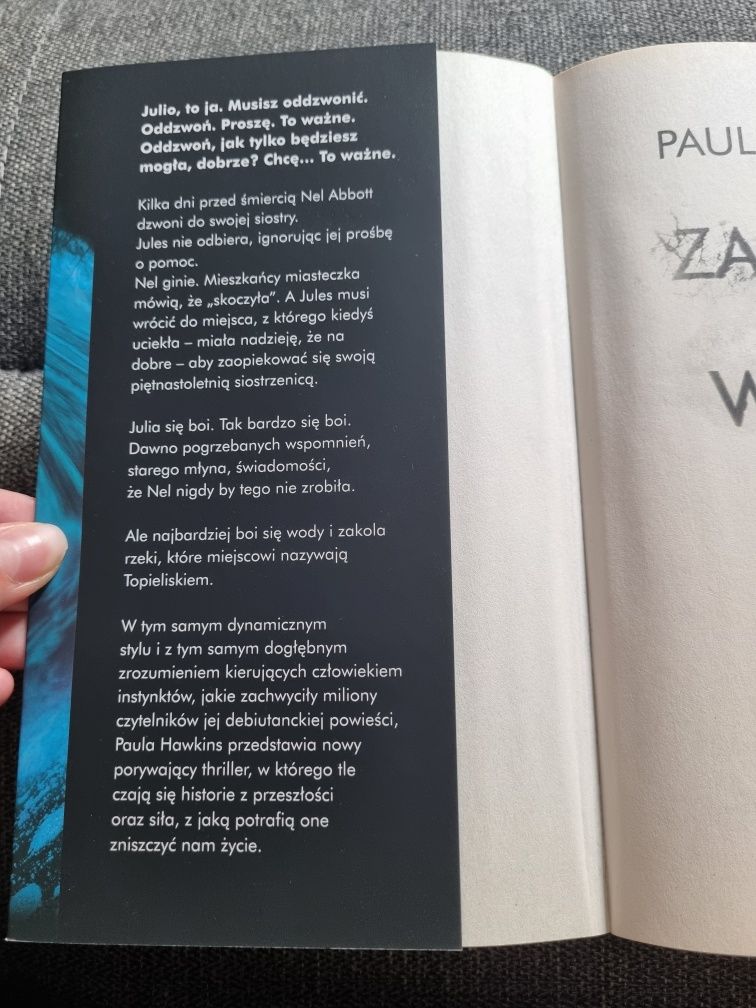 Julio, to ja. Musisz oddzwonić.
Oddzwoń. Proszę. To ważne.
Oddzwoń, jak tylko będziesz
mogła, dobrze? Chcę... To ważne.
Kilka dni przed śmiercią Nel Abbott
dzwoni do swojej siostry.
Jules nie odbiera, ignorując jej prośbę
o pomoc.
Nel ginie. Mieszkańcy miasteczka
mówią, że „skoczyła”. A Jules musi
wrócić do miejsca, z którego kiedyś
uciekła – miała nadzieję, że na
dobre – aby zaopiekować się swoją
piętnastoletnią siostrzenicą.
Julia się boi. Tak bardzo się boi.
Dawno pogrzebanych wspomnień,
starego młyna, świadomości,
że Nel nigdy by tego nie zrobiła.
Ale najbardziej boi się wody i zakola
rzeki, które miejscowi nazywają
Topieliskiem.
W tym samym dynamicznym
stylu i z tym samym dogłębnym
zrozumieniem kierujących człowiekiem
instynktów, jakie zachwyciły miliony
czytelników jej debiutanckiej powieści,
Paula Hawkins przedstawia nowy
porywający thriller, w którego tle
czają się historie z przeszłości
oraz siła, z jaką potrafią one
zniszczyć nam życie.
PAUL
ZA
W